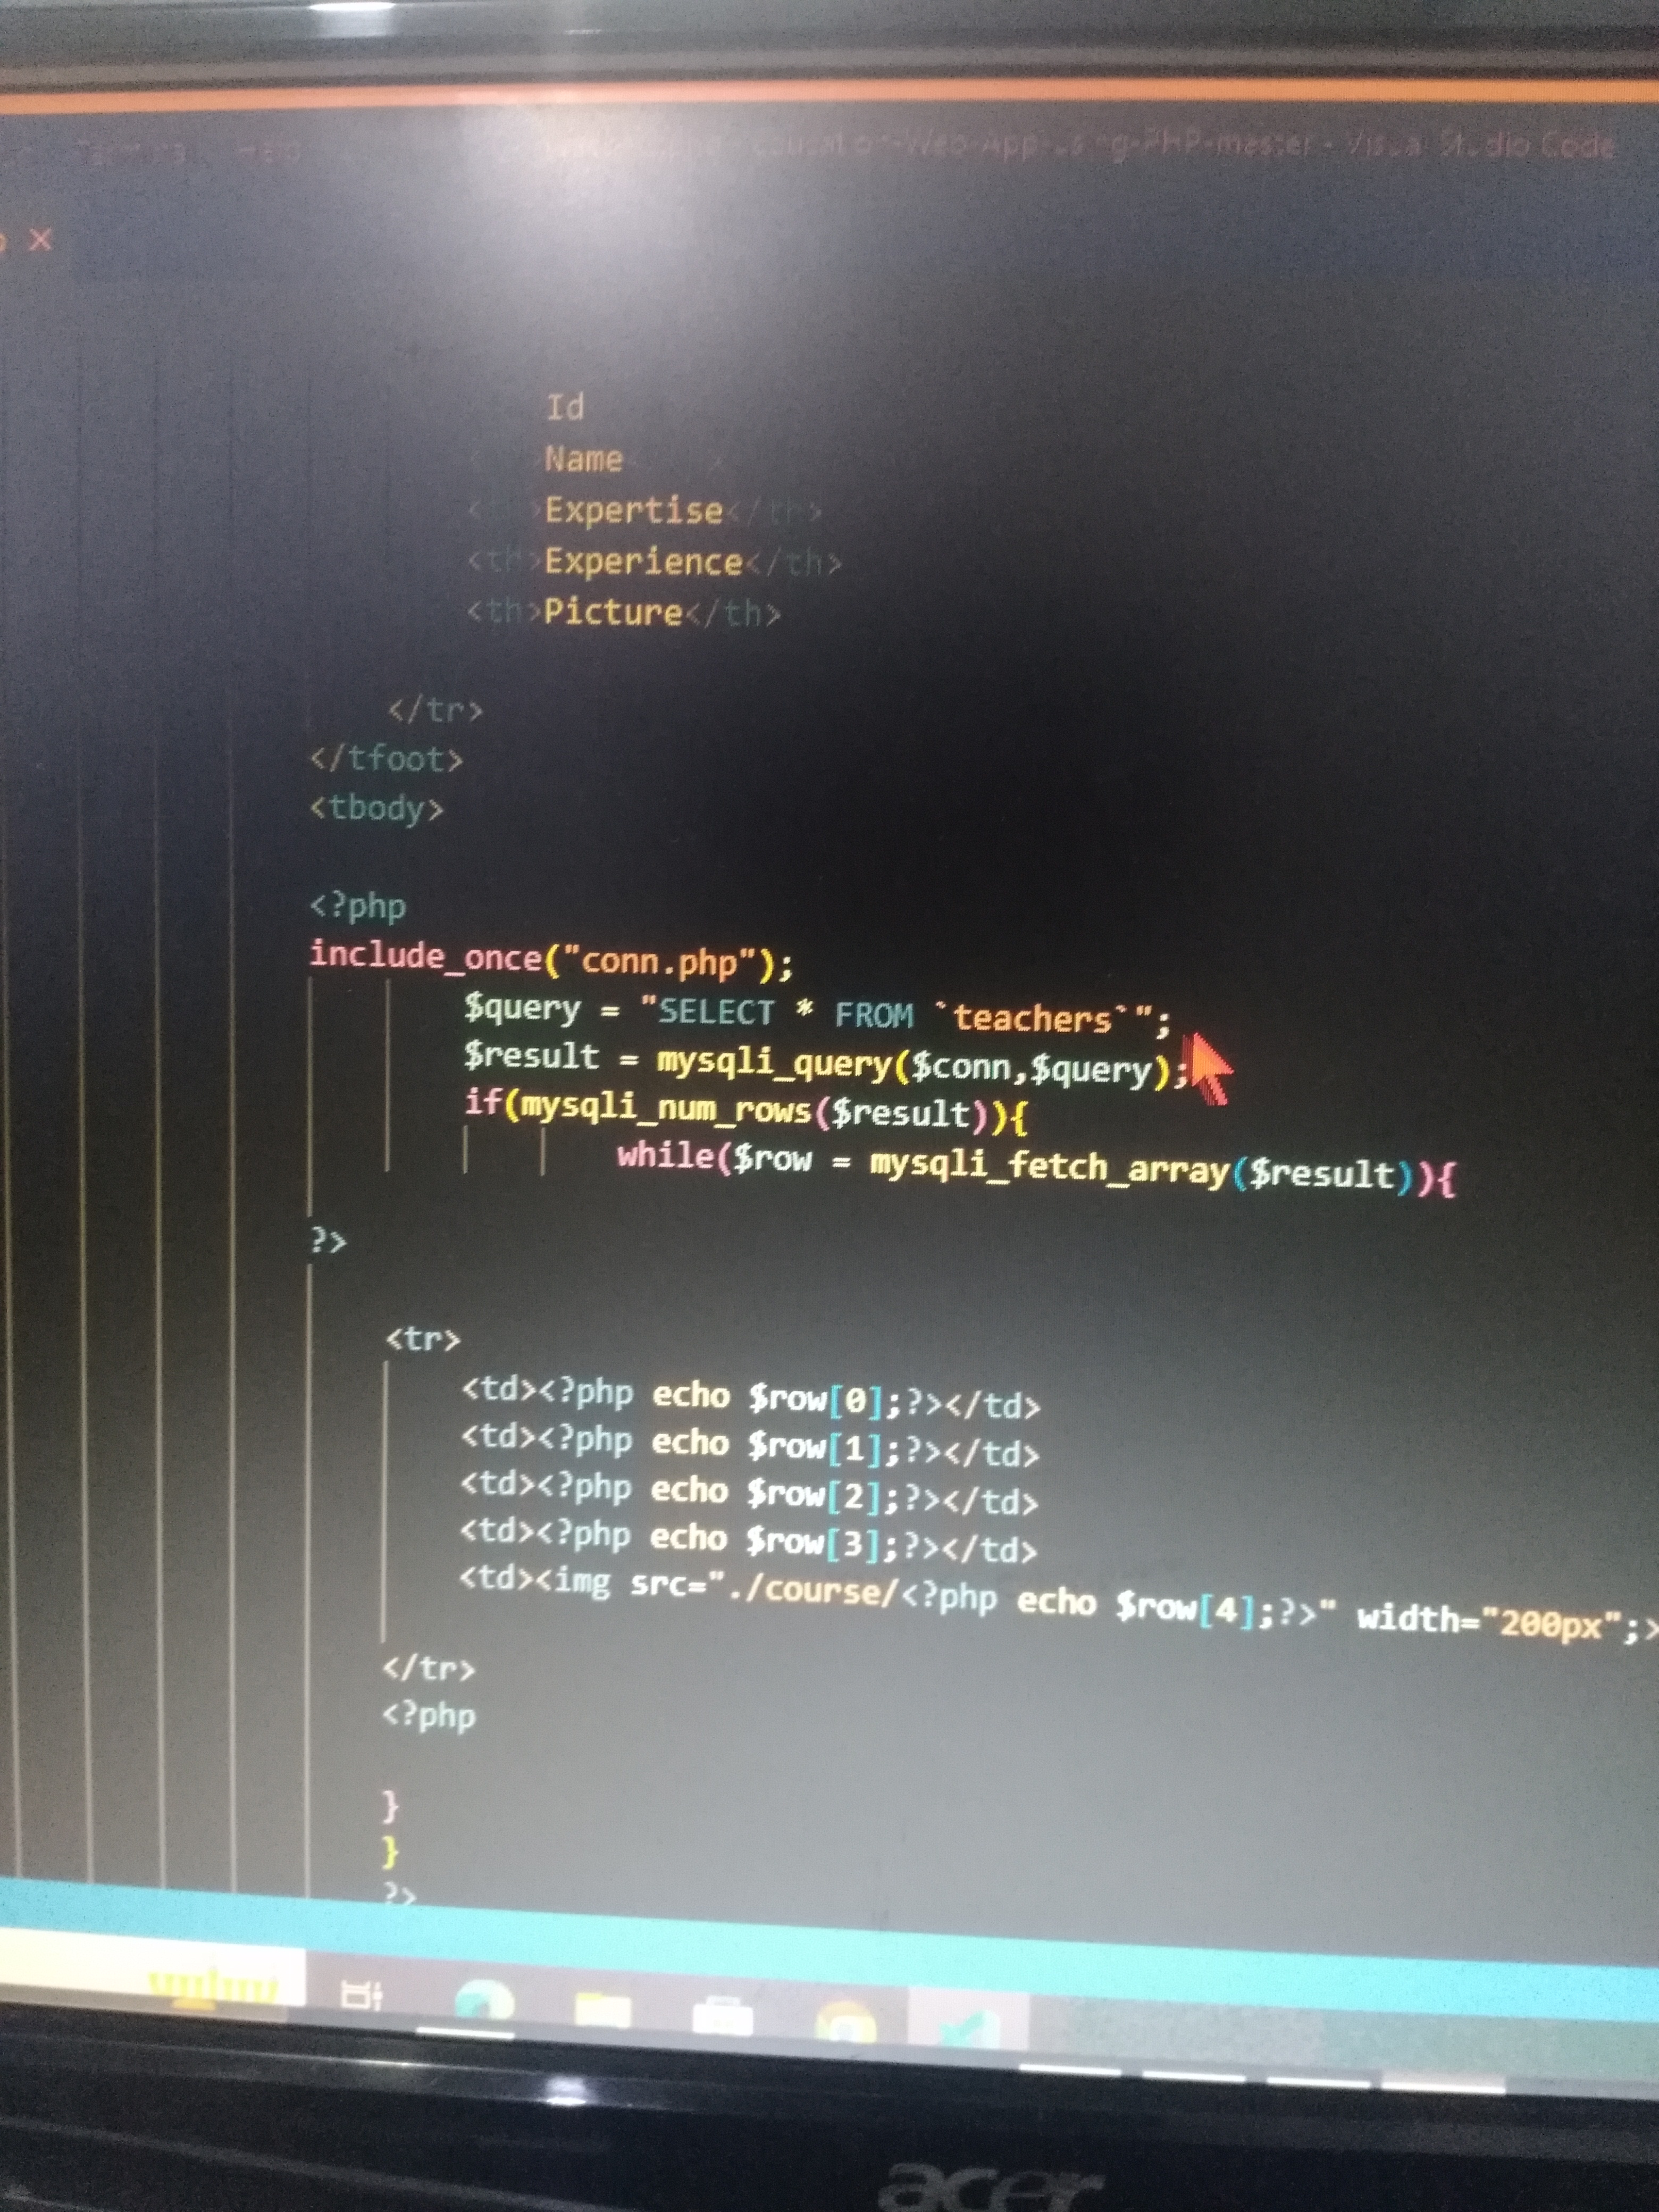 Help
-Web-App-using-PHP-master - Visual Studio Code
Id
Name
Expertise</th>
<th>Experience</th>
<th>Picture</th>
</tr>
</tfoot>
<tbody>
<?php
include_once("conn.php");
$query = "SELECT * FROM `teachers`";
$result = mysqli_query($conn,$query);
if(mysqli_num_rows($result)){
while($row = mysqli_fetch_array($result)){
?>
<tr>
<td><?php echo $row[0];?></td>
<td><?php echo $row[1];?></td>
<td><?php echo $row[2];?></td>
<td><?php echo $row[3];?></td>
<td><img src="./course/<?php echo $row[4];?>" width="200px";>
</tr>
<?php
}
}
?>
acer